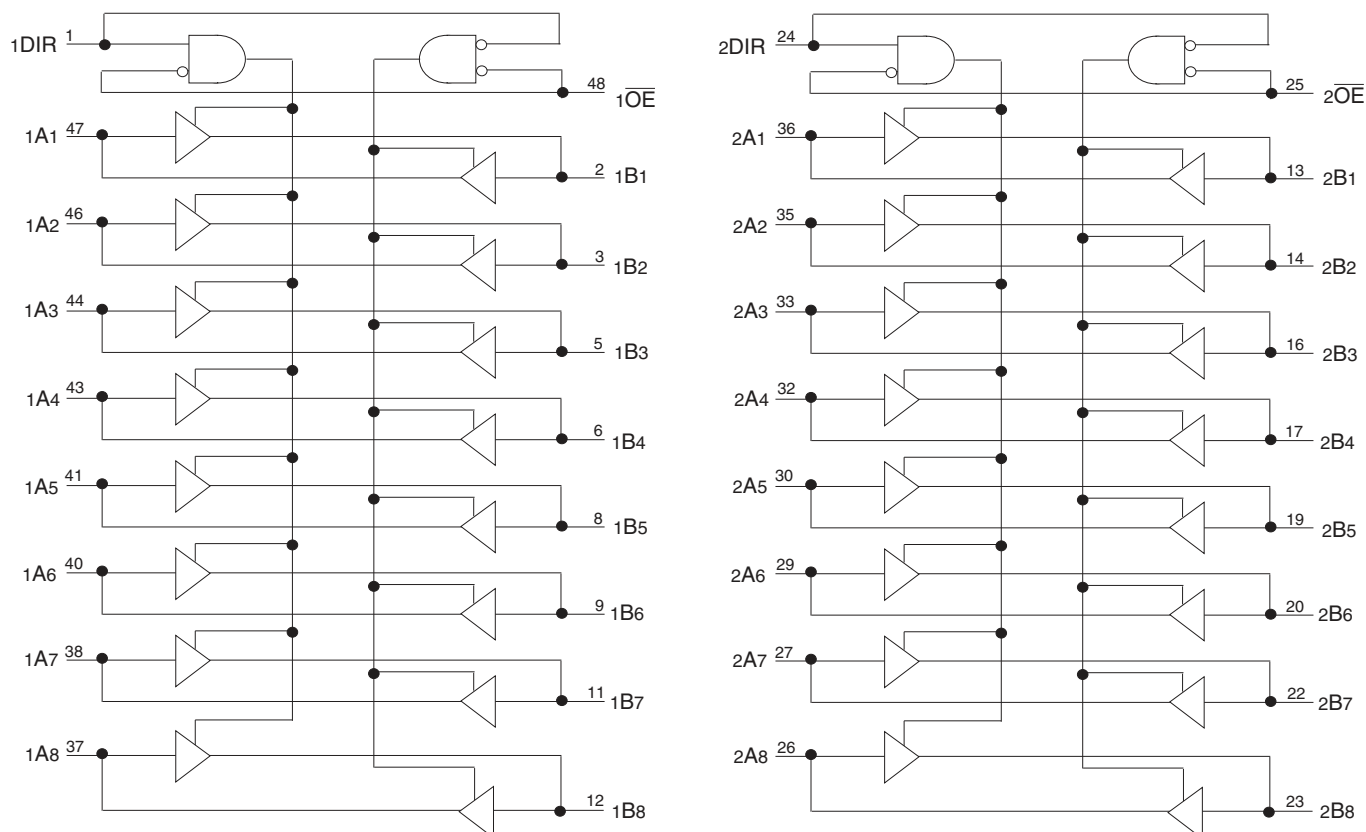 1DIR 1
48 1OE
1A1 47
2 1B1
1A2 46
3 1B2
1A3 44
5 1B3
1A4 43
6 1B4
1A5 41
8 1B5
1A6 40
9 1B6
1A7 38
11 1B7
1A8 37
12 1B8
2DIR 24
25 2OE
2A1 36
13 2B1
2A2 35
14 2B2
2A3 33
16 2B3
2A4 32
17 2B4
2A5 30
19 2B5
2A6 29
20 2B6
2A7 27
22 2B7
2A8 26
23 2B8